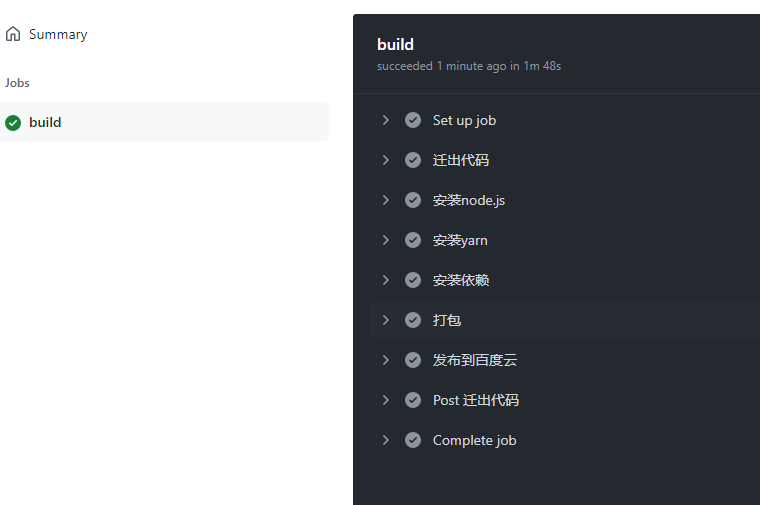 Summary
Jobs
build
build
succeeded 1 minute ago in 1m 48s
Set up job
迁出代码
安装node.js
安装yarn
安装依赖
打包
发布到百度云
Post 迁出代码
Complete job